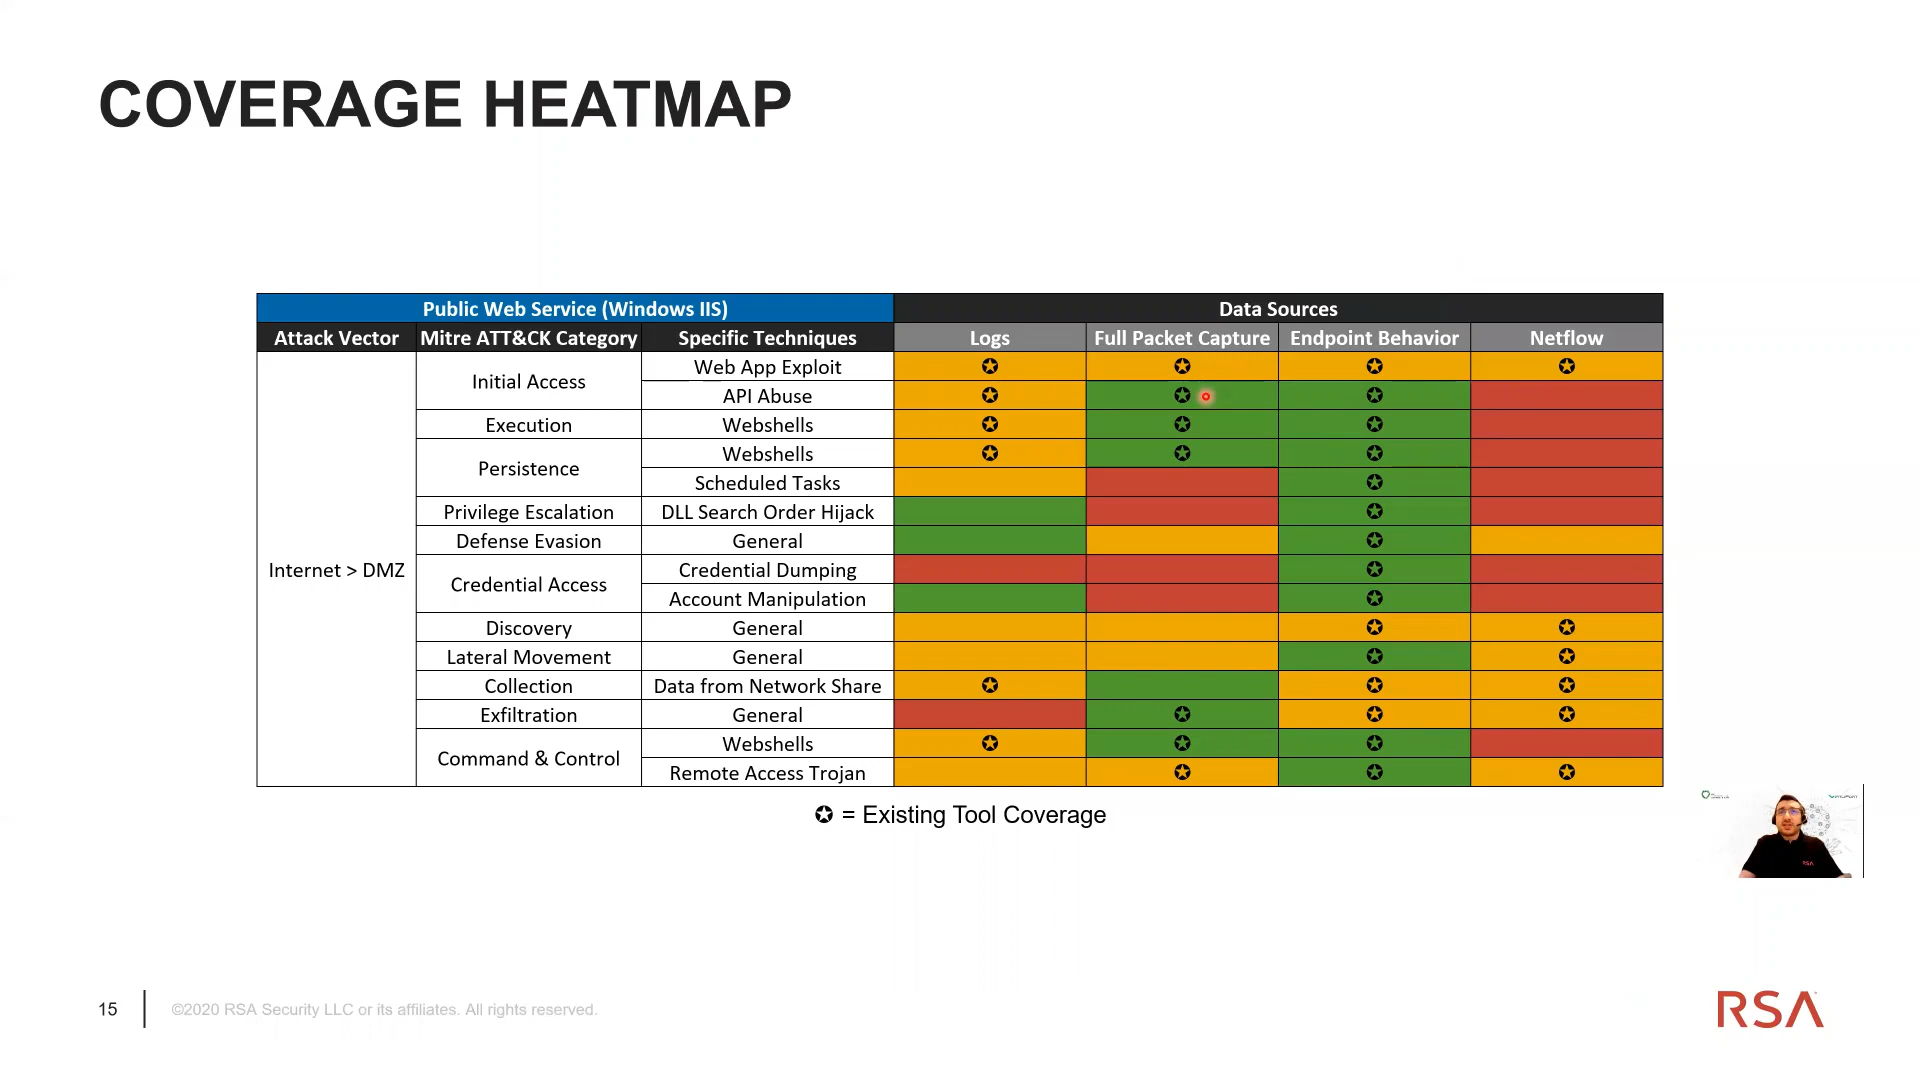 COVERAGE HEATMAP
Public Web Service (Windows IIS) Data Sources
Attack Vector Mitre ATT&CK Category Specific Techniques Logs Full Packet Capture Endpoint Behavior Netflow
Internet > DMZ
Initial Access Web App Exploit ✪ ✪ ✪ ✪
API Abuse ✪ ✪ ✪
Execution Webshells ✪ ✪ ✪
Persistence Webshells ✪ ✪ ✪
Scheduled Tasks ✪
Privilege Escalation DLL Search Order Hijack ✪
Defense Evasion General ✪
Credential Access Credential Dumping ✪
Account Manipulation ✪
Discovery General ✪ ✪
Lateral Movement General ✪ ✪
Collection Data from Network Share ✪ ✪ ✪
Exfiltration General ✪ ✪ ✪
Command & Control Webshells ✪ ✪ ✪
Remote Access Trojan ✪ ✪ ✪
✪ = Existing Tool Coverage
RSA
15 ©2020 RSA Security LLC or its affiliates. All rights reserved.
RSA